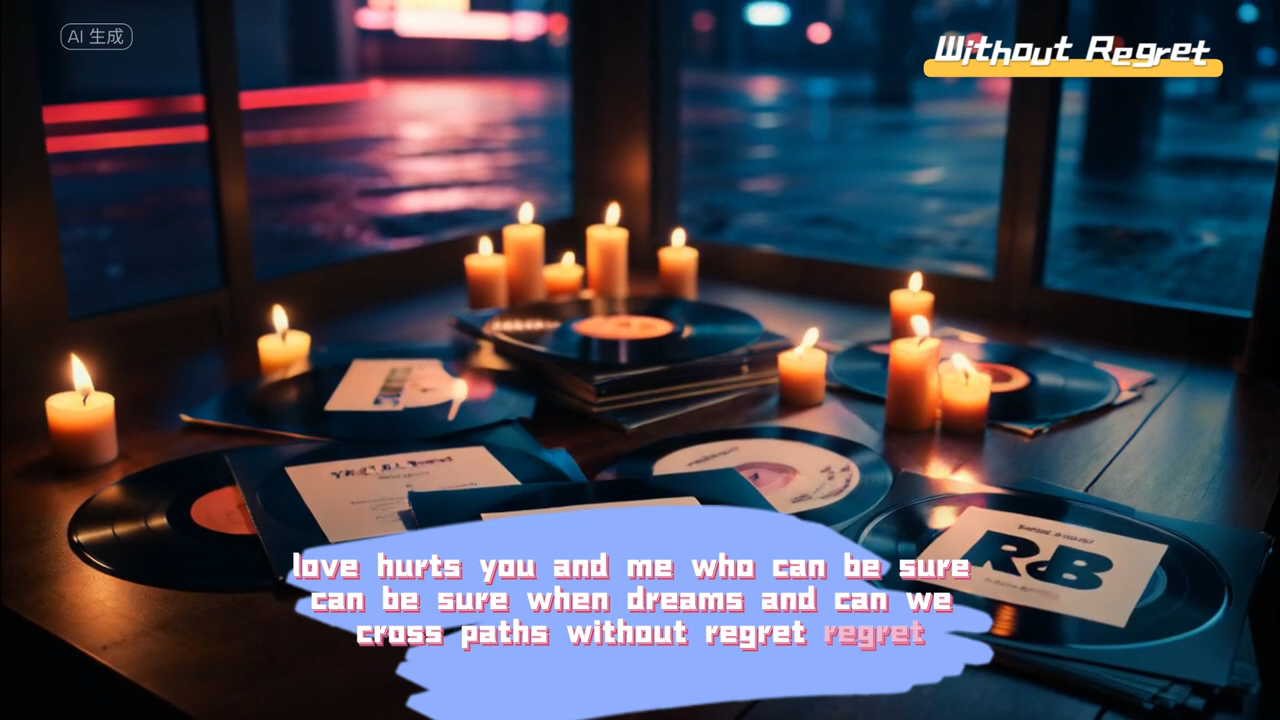 AI 生成
Without Regret
RB
love hurts you and me who can be sure
can be sure when dreams and can we
cross paths without regret regret